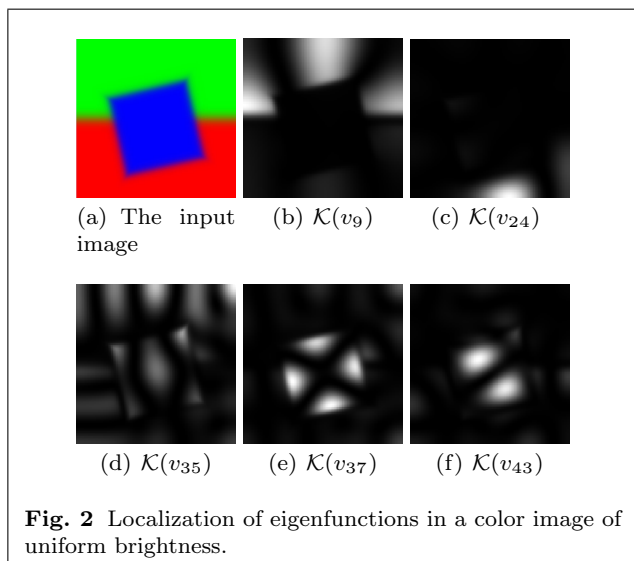 (a) The input
image
(b) 𝒦(v₉)
(c) 𝒦(v₂₄)
(d) 𝒦(v₃₅)
(e) 𝒦(v₃₇)
(f) 𝒦(v₄₃)
Fig. 2 Localization of eigenfunctions in a color image of
uniform brightness.